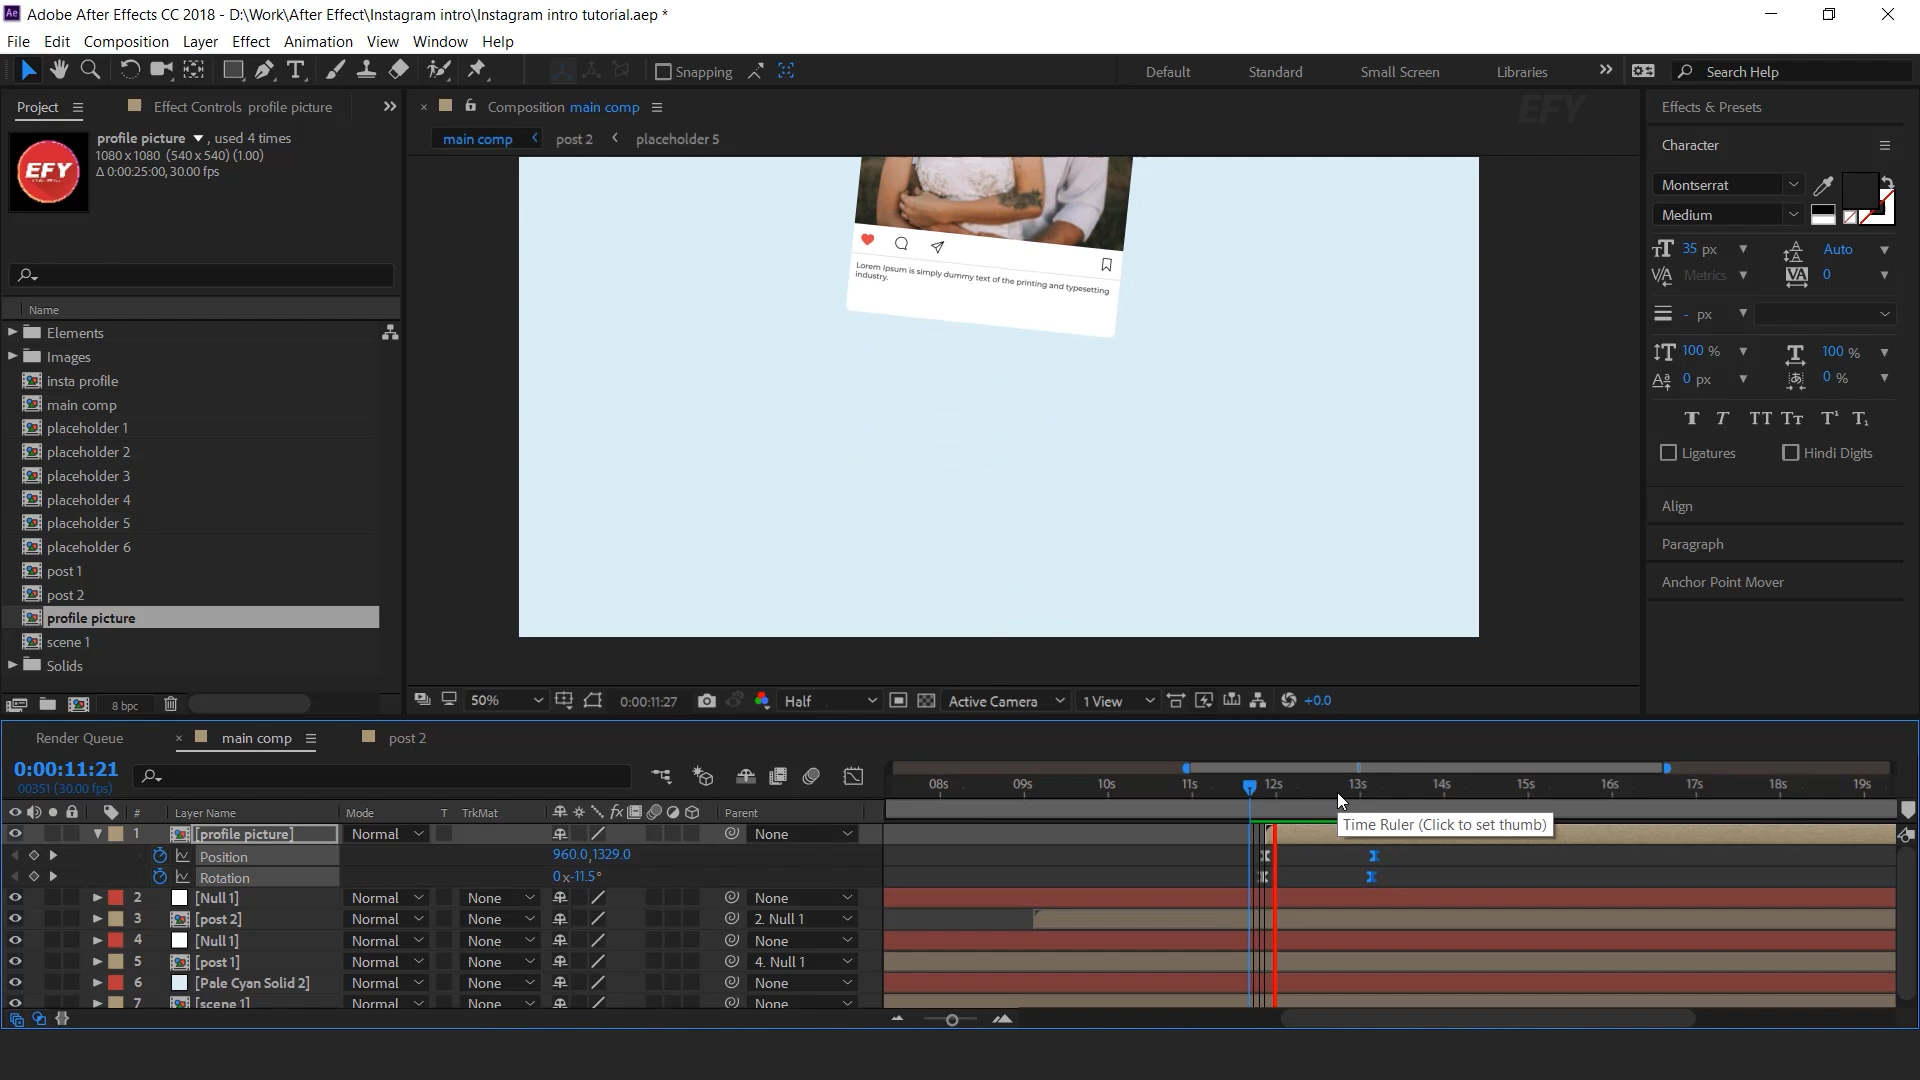 Adobe After Effects CC 2018 - D:\Work\After Effect\Instagram intro\Instagram intro tutorial.aep *
File Edit Composition Layer Effect Animation View Window Help
Snapping Default Standard Small Screen Libraries Search Help
Project Effect Controls profile picture
Composition main comp
EFY
Effects & Presets
profile picture , used 4 times
1080 x 1080 (540 x 540) (1.00)
Δ 0:00:25:00, 30.00 fps
EFY
main comp post 2 placeholder 5
Character
Montserrat
Medium
35 px Auto
Metrics 0
- px
100 % 100 %
0 px 0 %
Ligatures Hindi Digits
Align
Paragraph
Anchor Point Mover
Name
Elements
Images
insta profile
main comp
placeholder 1
placeholder 2
placeholder 3
placeholder 4
placeholder 5
placeholder 6
post 1
post 2
profile picture
scene 1
Solids
8 bpc
Lorem Ipsum is simply dummy text of the printing and typesetting
industry.
50% 0:00:11:27 Half Active Camera 1 View +0.0
Render Queue main comp post 2
0:00:11:21
00351 (30.00 fps)
08s 09s 10s 11s 12s 13s 14s 15s 16s 17s 18s 19s
# Layer Name Mode T TrkMat Parent
Time Ruler (Click to set thumb)
1 [profile picture] Normal None
Position 960.0,1329.0
Rotation 0x-11.5°
2 [Null 1] Normal None None
3 [post 2] Normal None 2. Null 1
4 [Null 1] Normal None None
5 [post 1] Normal None 4. Null 1
6 [Pale Cyan Solid 2] Normal None None
7 [scene 1] Normal None None